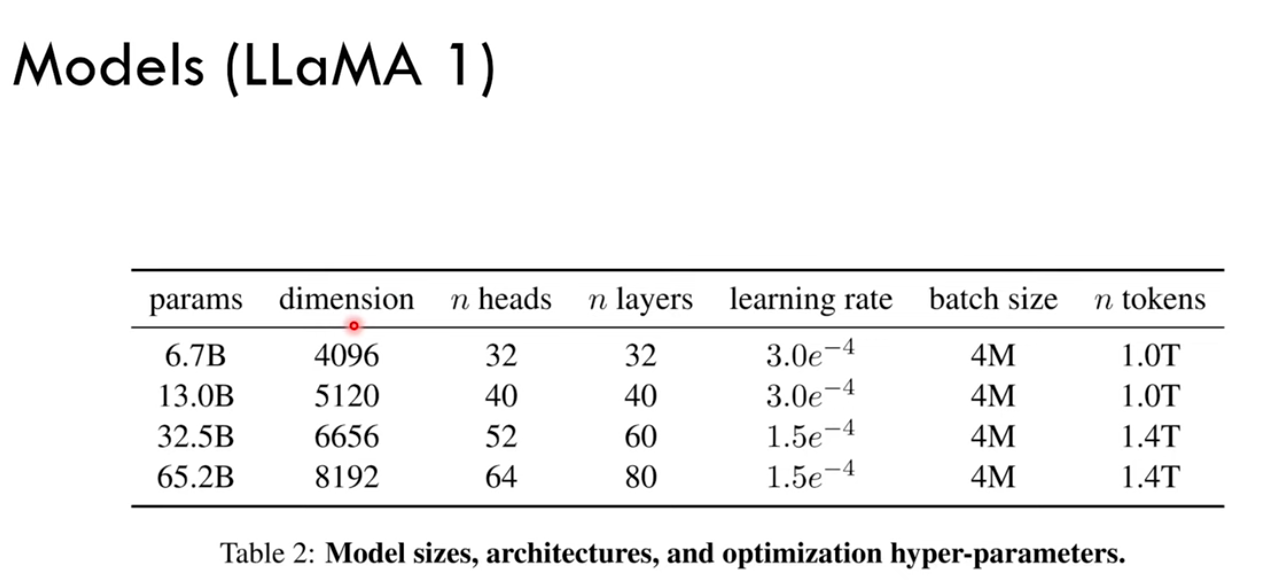 Models (LLaMA 1)
params dimension n heads n layers learning rate batch size n tokens
6.7B 4096 32 32 3.0e−4 4M 1.0T
13.0B 5120 40 40 3.0e−4 4M 1.0T
32.5B 6656 52 60 1.5e−4 4M 1.4T
65.2B 8192 64 80 1.5e−4 4M 1.4T
Table 2: Model sizes, architectures, and optimization hyper-parameters.